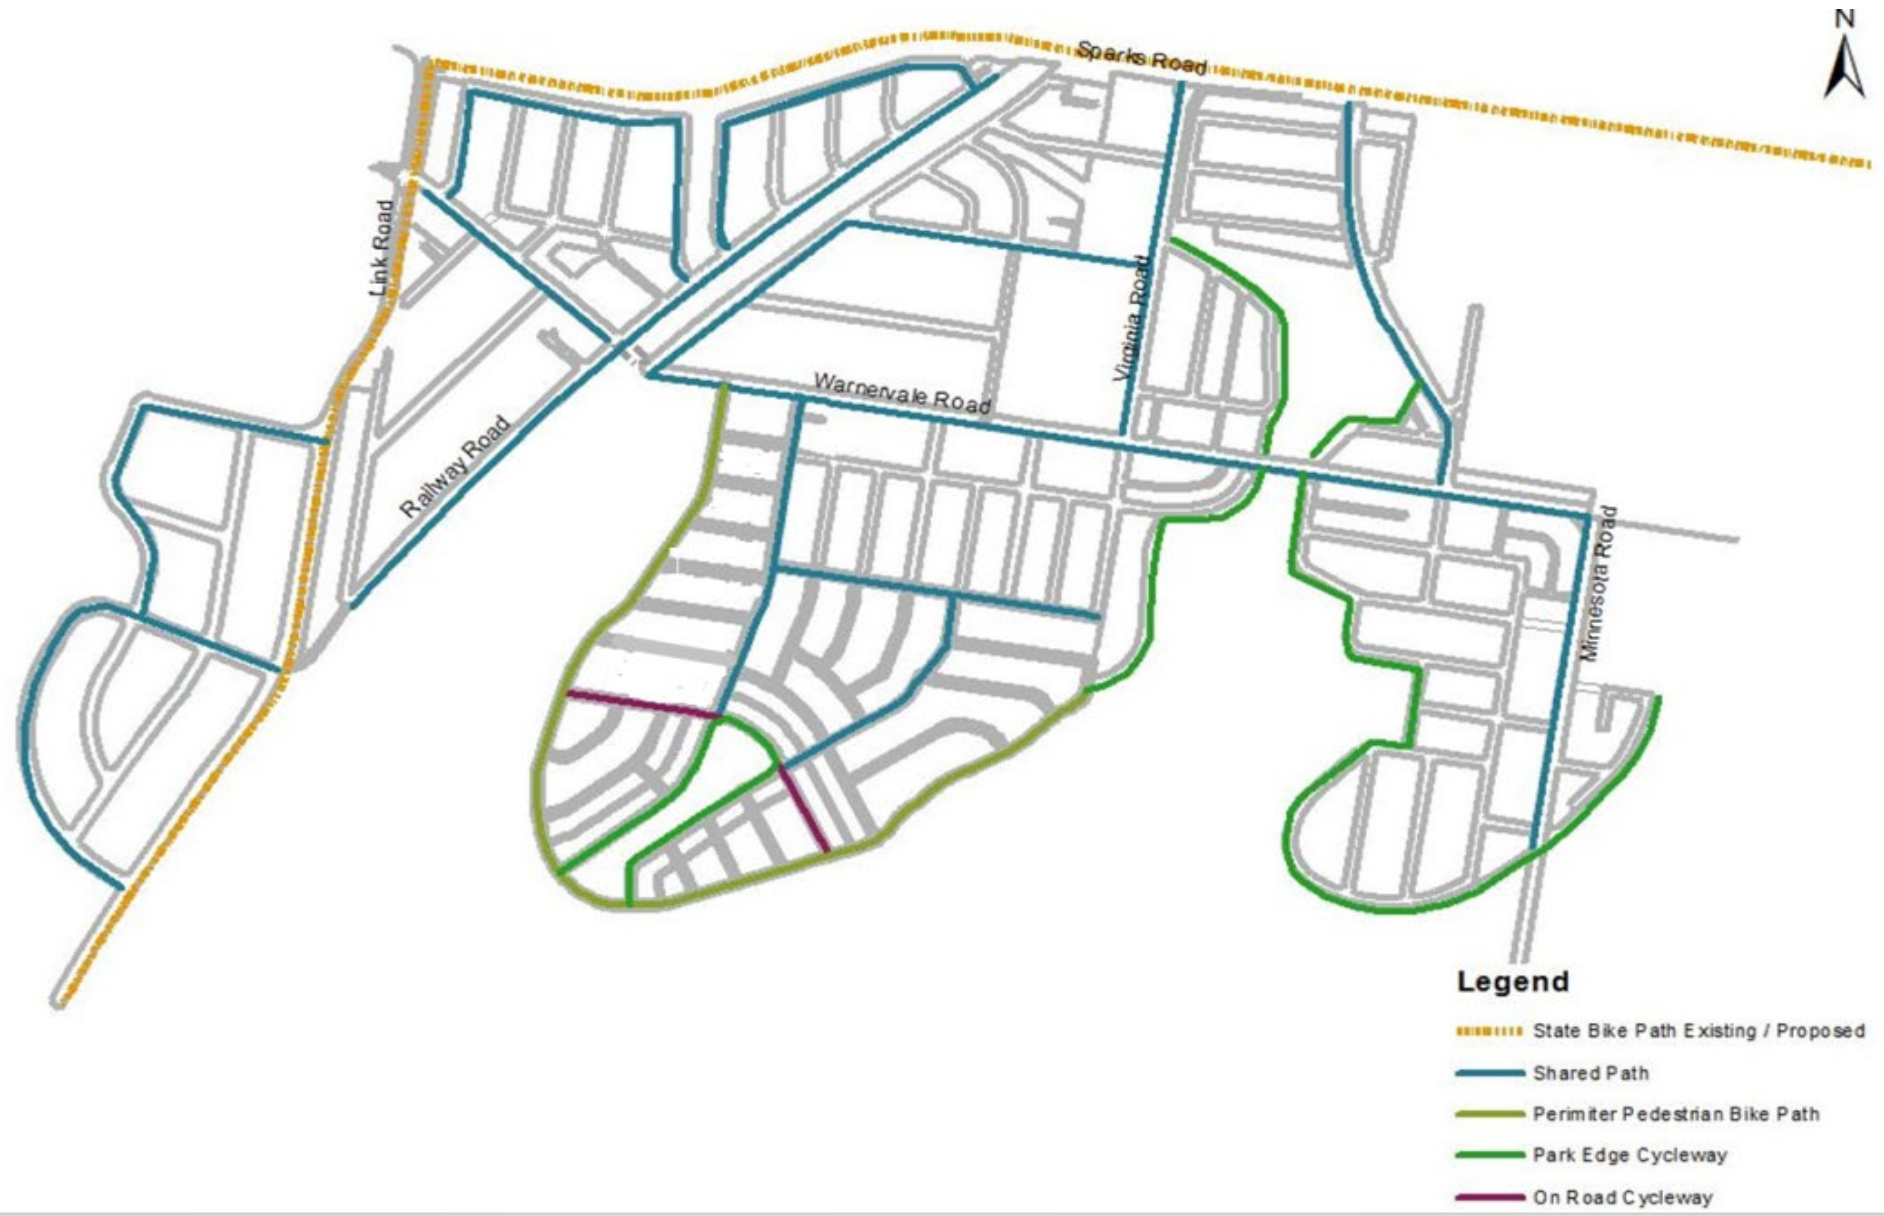 N
Sparks Road
Link Road
Virginia Road
Warnervale Road
Railway Road
Minnesota Road
Legend
State Bike Path Existing / Proposed
Shared Path
Perimiter Pedestrian Bike Path
Park Edge Cycleway
On Road Cycleway